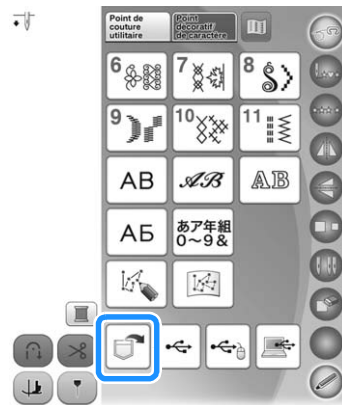 Point de
couture
utilitaire
Point
décoratif/
de caractère
6
7
8
9
10
11
AB
AB
AB
АБ
あア年組
0～9&